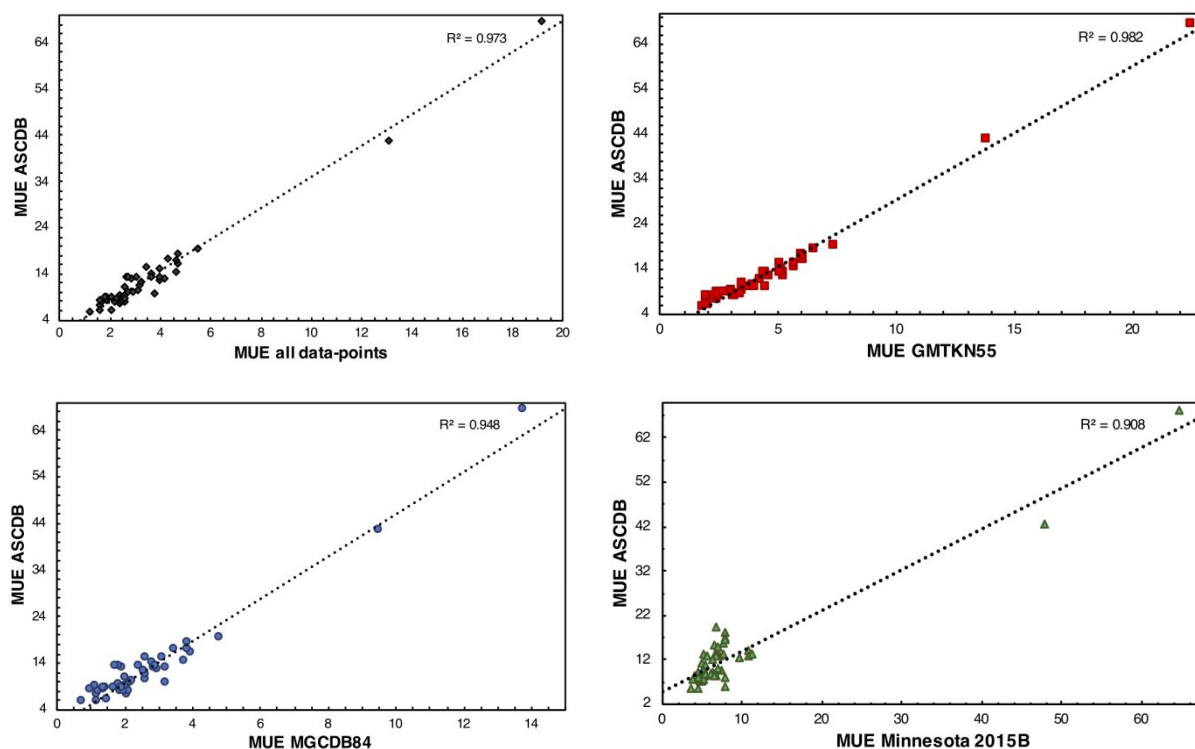 R² = 0.973
64
54
44
34
24
14
4
MUE ASCDB
0 2 4 6 8 10 12 14 16 18 20
MUE all data-points
R² = 0.982
64
54
44
34
24
14
4
MUE ASCDB
0 5 10 15 20
MUE GMTKN55
R² = 0.948
64
54
44
34
24
14
4
MUE ASCDB
0 2 4 6 8 10 12 14
MUE MGCDB84
R² = 0.908
62
52
42
32
22
12
2
MUE ASCDB
0 10 20 30 40 50 60
MUE Minnesota 2015B